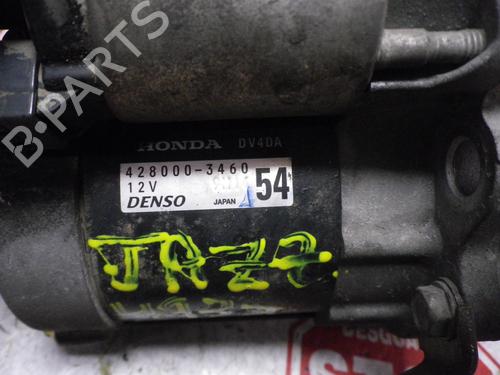 B-PARTS
HONDA DV4DA
428000-3460
12V
54
DENSO
JAPAN
JAZZ